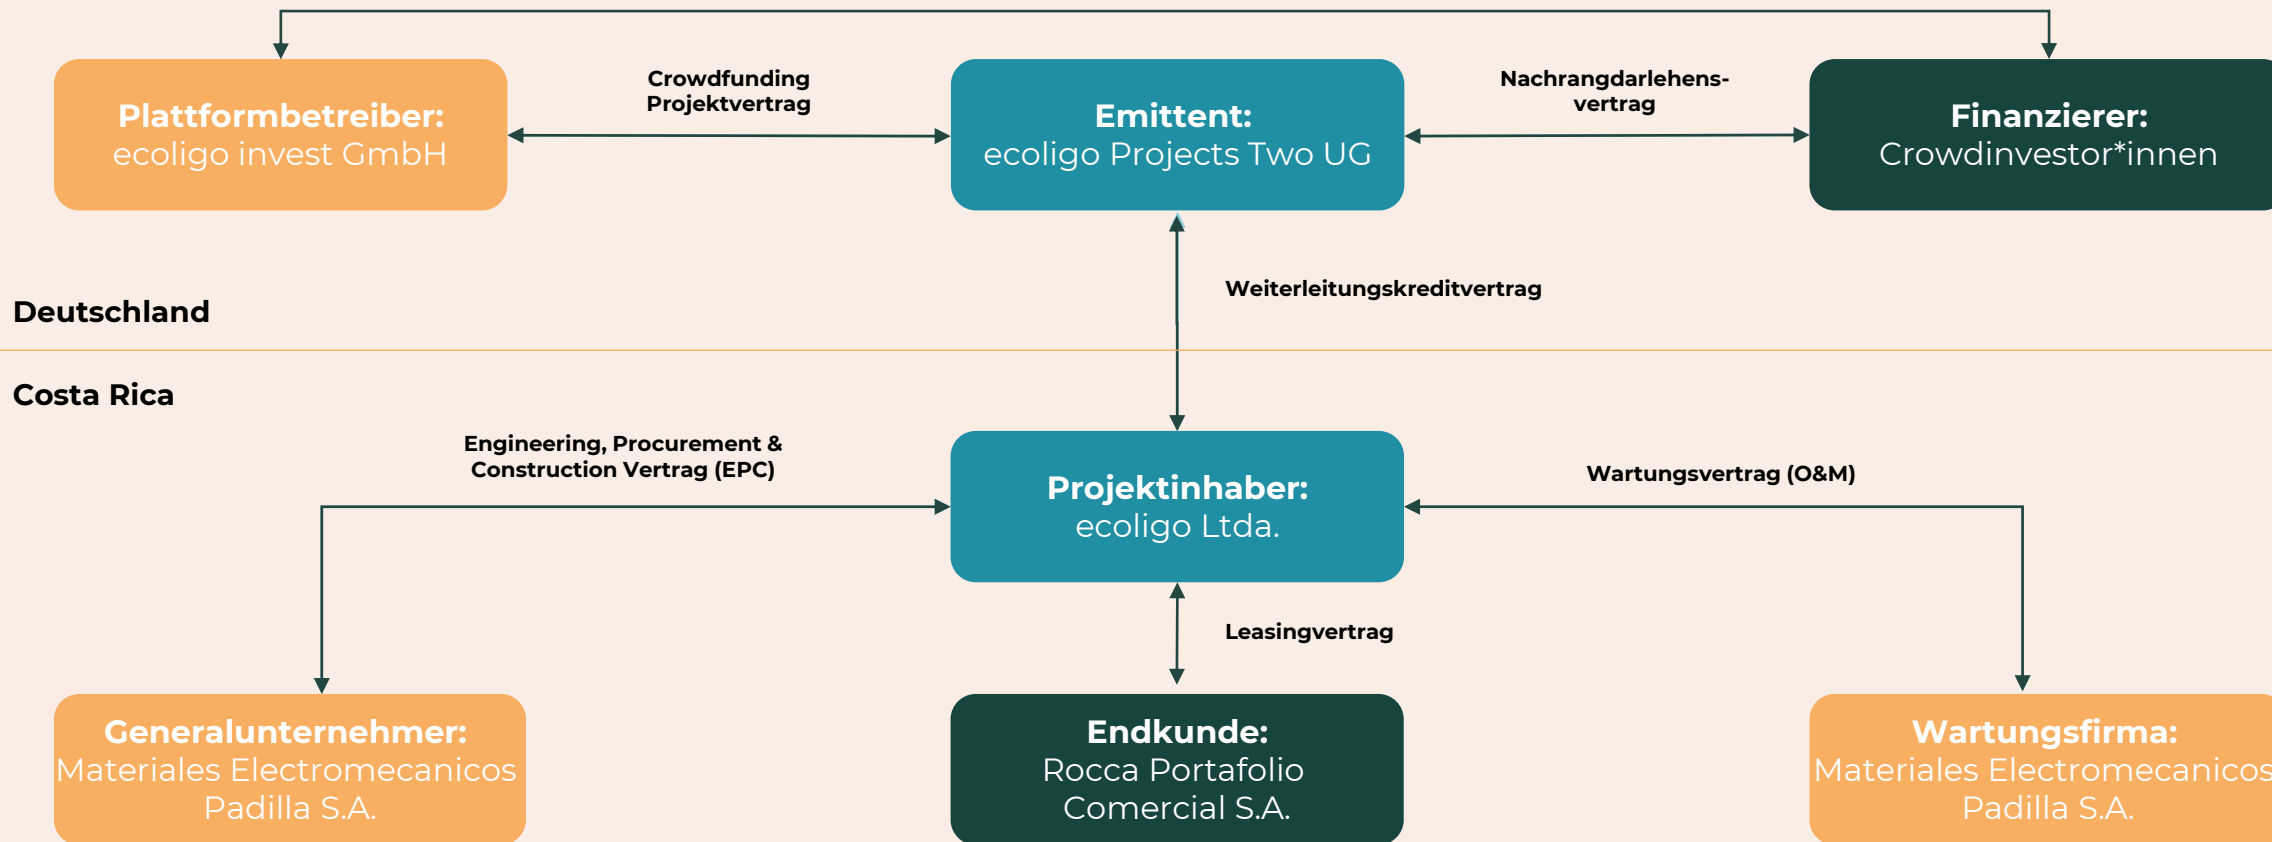 Crowdfunding
Projektvertrag
Nachrangdarlehens-
vertrag
Plattformbetreiber:
ecoligo invest GmbH
Emittent:
ecoligo Projects Two UG
Finanzierer:
Crowdinvestor*innen
Weiterleitungskreditvertrag
Deutschland
Costa Rica
Engineering, Procurement &
Construction Vertrag (EPC)
Projektinhaber:
ecoligo Ltda.
Wartungsvertrag (O&M)
Leasingvertrag
Generalunternehmer:
Materiales Electromecanicos
Padilla S.A.
Endkunde:
Rocca Portafolio
Comercial S.A.
Wartungsfirma:
Materiales Electromecanicos
Padilla S.A.